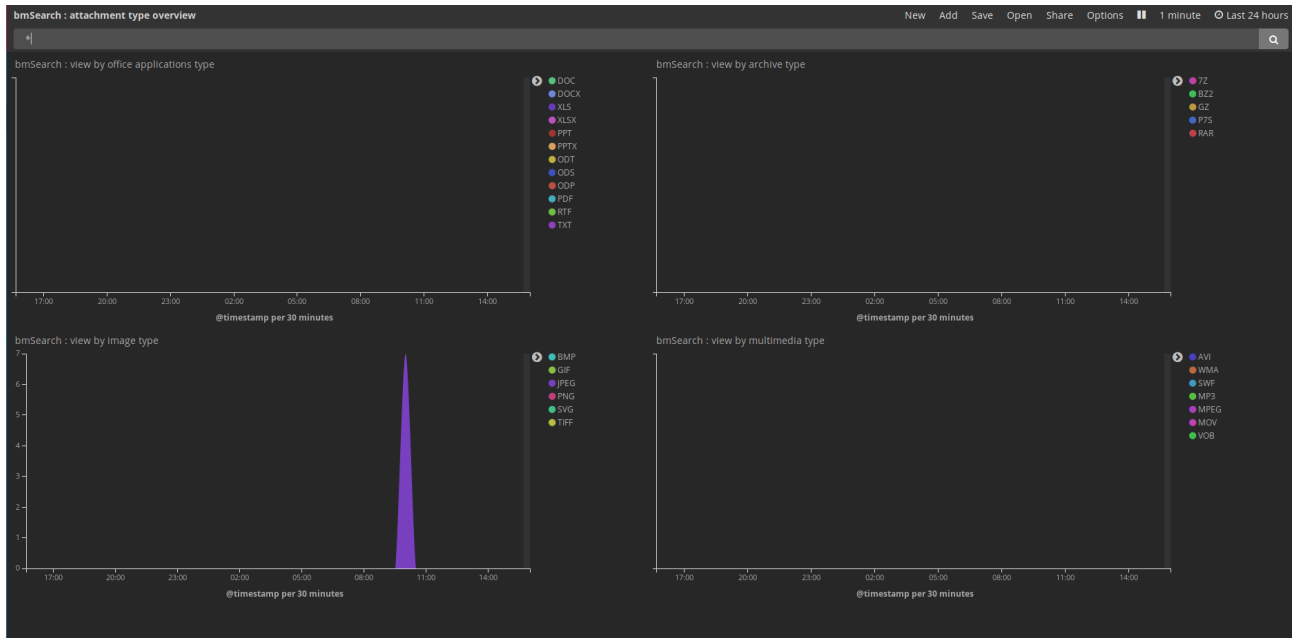 bmSearch : attachment type overview
New Add Save Open Share Options 1 minute Last 24 hours
*
bmSearch : view by office applications type
DOC
DOCX
XLS
XLSX
PPT
PPTX
ODT
ODS
ODP
PDF
RTF
TXT
17:00 20:00 23:00 02:00 05:00 08:00 11:00 14:00
@timestamp per 30 minutes
bmSearch : view by archive type
7Z
BZ2
GZ
P7S
RAR
17:00 20:00 23:00 02:00 05:00 08:00 11:00 14:00
@timestamp per 30 minutes
bmSearch : view by image type
7
6
5
4
3
2
1
0
BMP
GIF
JPEG
PNG
SVG
TIFF
17:00 20:00 23:00 02:00 05:00 08:00 11:00 14:00
@timestamp per 30 minutes
bmSearch : view by multimedia type
AVI
WMA
SWF
MP3
MPEG
MOV
VOB
17:00 20:00 23:00 02:00 05:00 08:00 11:00 14:00
@timestamp per 30 minutes